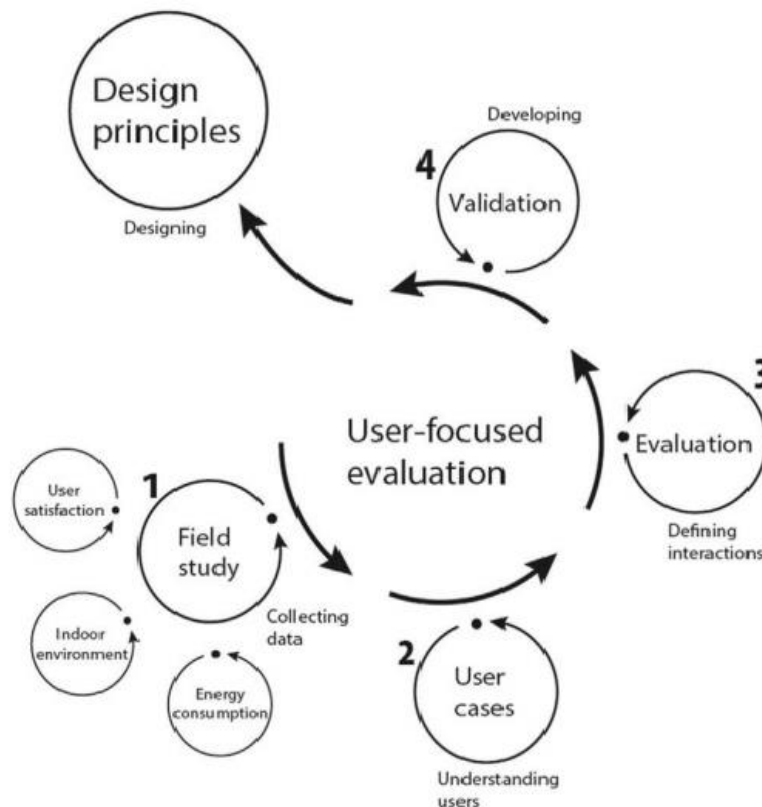 Design
principles
Designing
Developing
4
Validation
3
Evaluation
Defining
interactions
User-focused
evaluation
1
Field
study
Collecting
data
User
satisfaction
Indoor
environment
Energy
consumption
2
User
cases
Understanding
users